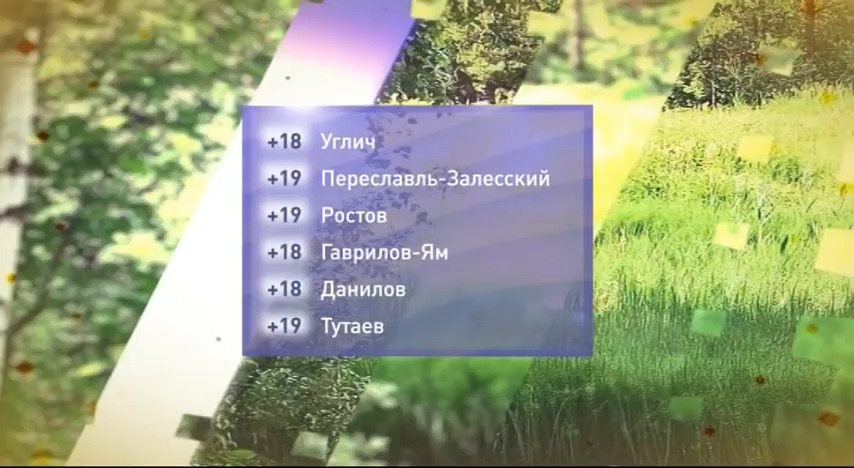 +18 Углич
+19 Переславль-Залесский
+19 Ростов
+18 Гаврилов-Ям
+18 Данилов
+19 Тутаев